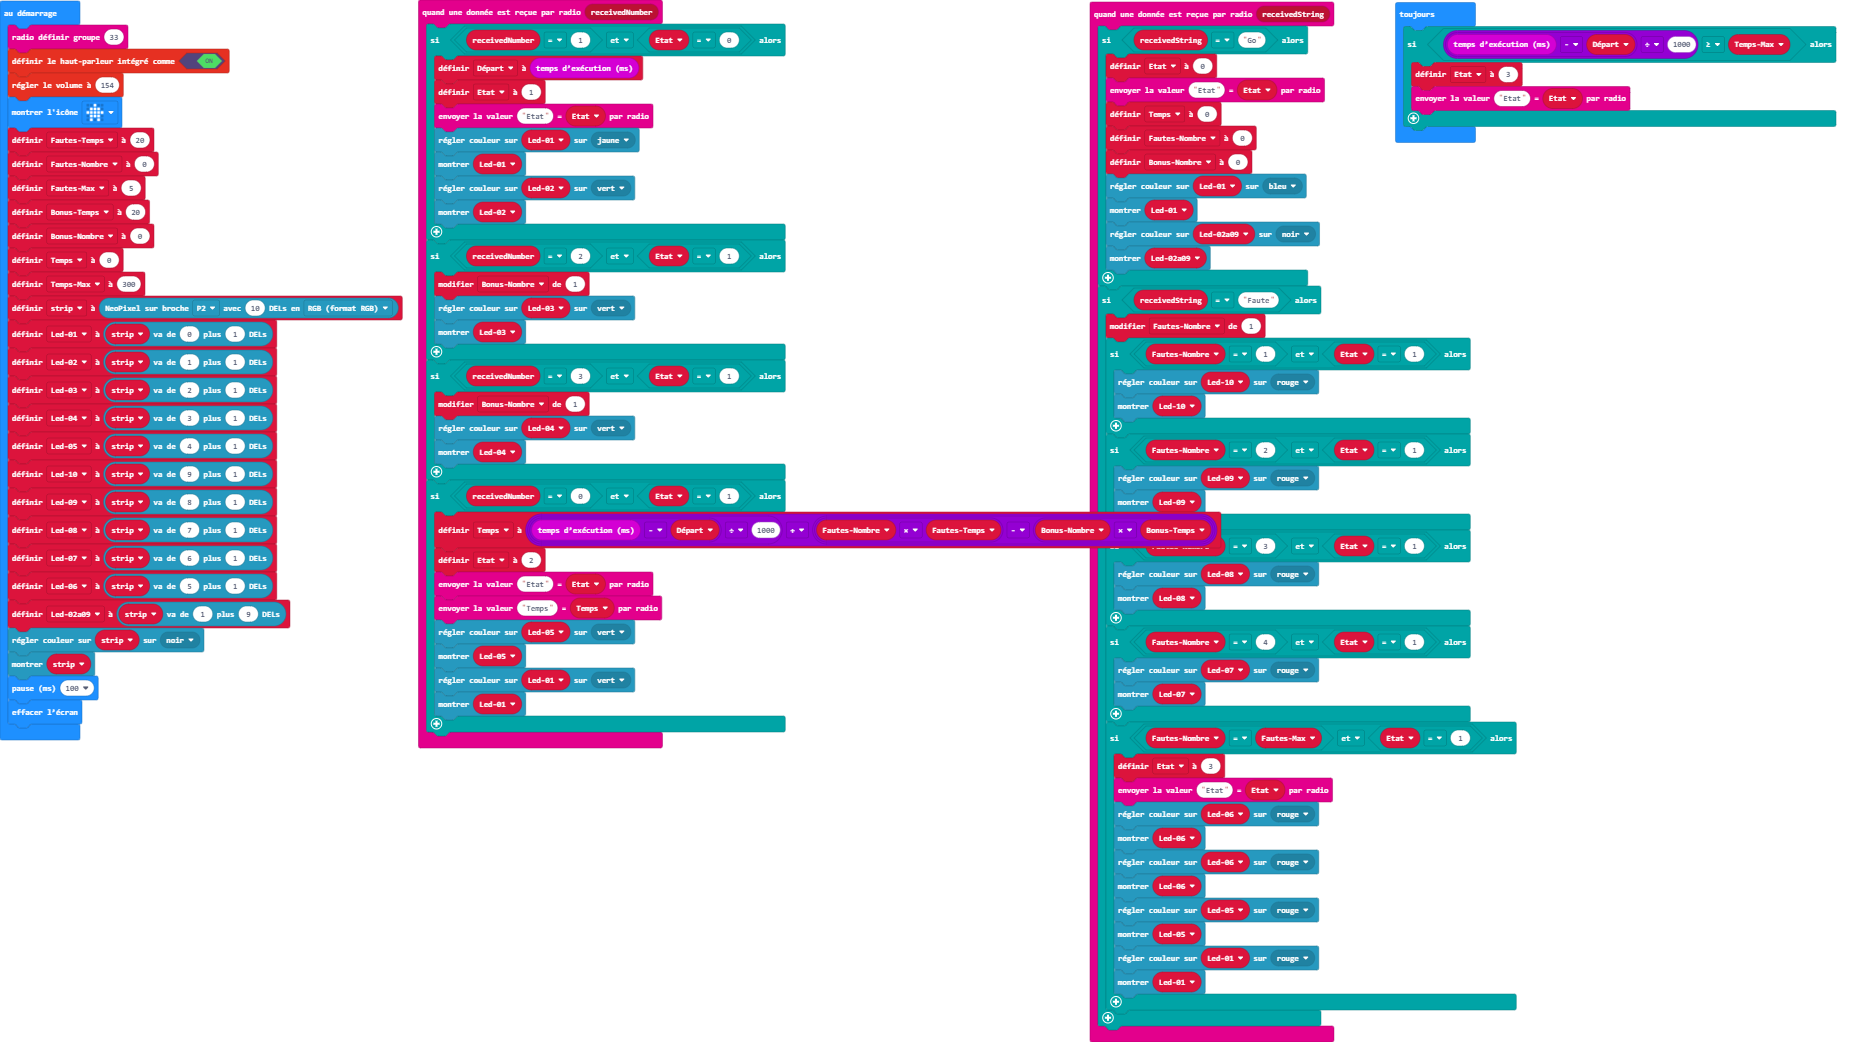 au démarrage
radio définir groupe 33
définir le haut-parleur intégré comme ON
régler le volume à 154
montrer l'icône
définir Fautes-Temps à 20
définir Fautes-Nombre à 0
définir Fautes-Max à 5
définir Bonus-Temps à 20
définir Bonus-Nombre à 0
définir Temps à 0
définir Temps-Max à 300
définir strip à NeoPixel sur broche P2 avec 10 DELs en RGB (format RGB)
définir Led-01 à strip va de 0 plus 1 DELs
définir Led-02 à strip va de 1 plus 1 DELs
définir Led-03 à strip va de 2 plus 1 DELs
définir Led-04 à strip va de 3 plus 1 DELs
définir Led-05 à strip va de 4 plus 1 DELs
définir Led-10 à strip va de 9 plus 1 DELs
définir Led-09 à strip va de 8 plus 1 DELs
définir Led-08 à strip va de 7 plus 1 DELs
définir Led-07 à strip va de 6 plus 1 DELs
définir Led-06 à strip va de 5 plus 1 DELs
définir Led-02a09 à strip va de 1 plus 9 DELs
régler couleur sur strip sur noir
montrer strip
pause (ms) 100
effacer l'écran
quand une donnée est reçue par radio receivedNumber
si receivedNumber = 1 et Etat = 0 alors
définir Départ à temps d'exécution (ms)
définir Etat à 1
envoyer la valeur "Etat" = Etat par radio
régler couleur sur Led-01 sur jaune
montrer Led-01
régler couleur sur Led-02 sur vert
montrer Led-02
si receivedNumber = 2 et Etat = 1 alors
modifier Bonus-Nombre de 1
régler couleur sur Led-03 sur vert
montrer Led-03
si receivedNumber = 3 et Etat = 1 alors
modifier Bonus-Nombre de 1
régler couleur sur Led-04 sur vert
montrer Led-04
si receivedNumber = 0 et Etat = 1 alors
définir Temps à temps d'exécution (ms) - Départ ÷ 1000 + Fautes-Nombre × Fautes-Temps - Bonus-Nombre × Bonus-Temps
définir Etat à 2
envoyer la valeur "Etat" = Etat par radio
envoyer la valeur "Temps" = Temps par radio
régler couleur sur Led-05 sur vert
montrer Led-05
régler couleur sur Led-01 sur vert
montrer Led-01
quand une donnée est reçue par radio receivedString
si receivedString = "Go" alors
définir Etat à 0
envoyer la valeur "Etat" = Etat par radio
définir Temps à 0
définir Fautes-Nombre à 0
définir Bonus-Nombre à 0
régler couleur sur Led-01 sur bleu
montrer Led-01
régler couleur sur Led-02a09 sur noir
montrer Led-02a09
si receivedString = "Faute" alors
modifier Fautes-Nombre de 1
si Fautes-Nombre = 1 et Etat = 1 alors
régler couleur sur Led-10 sur rouge
montrer Led-10
si Fautes-Nombre = 2 et Etat = 1 alors
régler couleur sur Led-09 sur rouge
montrer Led-09
= 3 et Etat = 1 alors
régler couleur sur Led-08 sur rouge
montrer Led-08
si Fautes-Nombre = 4 et Etat = 1 alors
régler couleur sur Led-07 sur rouge
montrer Led-07
si Fautes-Nombre = Fautes-Max et Etat = 1 alors
définir Etat à 3
envoyer la valeur "Etat" = Etat par radio
régler couleur sur Led-06 sur rouge
montrer Led-06
régler couleur sur Led-06 sur rouge
montrer Led-06
régler couleur sur Led-05 sur rouge
montrer Led-05
régler couleur sur Led-01 sur rouge
montrer Led-01
toujours
si temps d'exécution (ms) - Départ ÷ 1000 ≥ Temps-Max alors
définir Etat à 3
envoyer la valeur "Etat" = Etat par radio